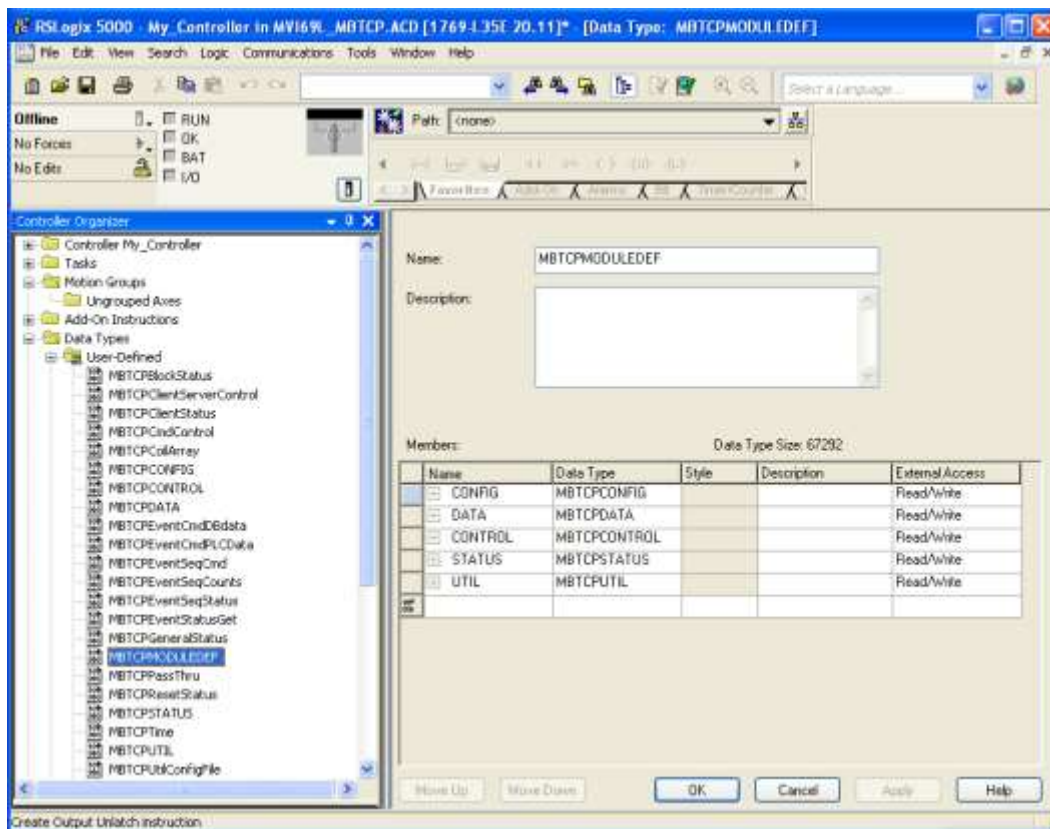 RSLogix 5000 - My_Controller in MVI69L_MBTCP.ACD [1769-L35E 20.11]* - [Data Type: MBTCPMODULEDEF]
File Edit View Search Logic Communications Tools Window Help
Select a Language...
Offline
RUN
Path: <none>
No Forces
OK
No Edits
BAT
I/O
Favorites Add-On Alarms Bit Timer/Counter
Controller Organizer
Controller My_Controller
Tasks
Motion Groups
Ungrouped Axes
Add-On Instructions
Data Types
User-Defined
MBTCPBlockStatus
MBTCPClientServerControl
MBTCPClientStatus
MBTCPCmdControl
MBTCPCoilArray
MBTCPCONFIG
MBTCPCONTROL
MBTCPDATA
MBTCPEventCmdDBdata
MBTCPEventCmdPLCData
MBTCPEventSeqCmd
MBTCPEventSeqCounts
MBTCPEventSeqStatus
MBTCPEventStatusGet
MBTCPGeneralStatus
MBTCPMODULEDEF
MBTCPPassThru
MBTCPResetStatus
MBTCPSTATUS
MBTCPTime
MBTCPUTIL
MBTCPUtilConfigFile
Name: MBTCPMODULEDEF
Description:
Members: Data Type Size: 67292
Name Data Type Style Description External Access
CONFIG MBTCPCONFIG Read/Write
DATA MBTCPDATA Read/Write
CONTROL MBTCPCONTROL Read/Write
STATUS MBTCPSTATUS Read/Write
UTIL MBTCPUTIL Read/Write
Move Up Move Down OK Cancel Apply Help
Create Output Unlatch instruction